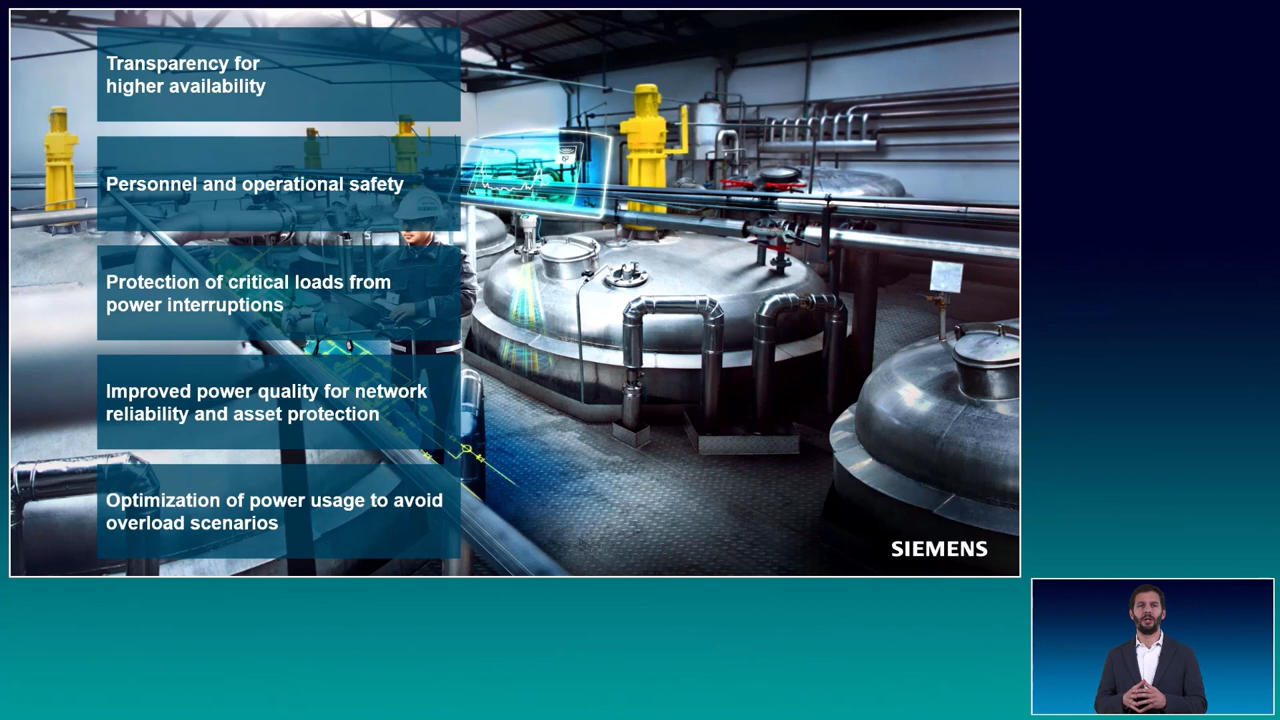 Transparency for
higher availability
Personnel and operational safety
Protection of critical loads from
power interruptions
Improved power quality for network
reliability and asset protection
Optimization of power usage to avoid
overload scenarios
SIEMENS